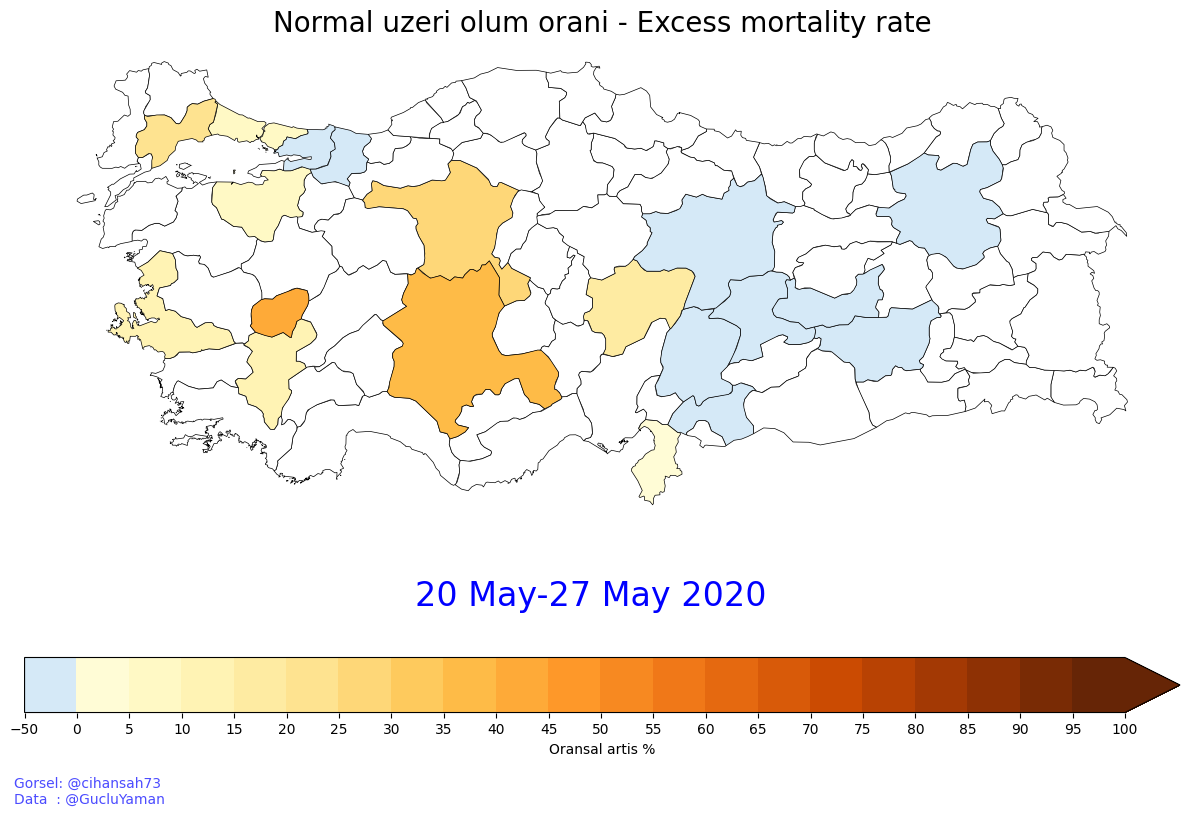 Normal uzeri olum orani - Excess mortality rate
20 May-27 May 2020
−50 0 5 10 15 20 25 30 35 40 45 50 55 60 65 70 75 80 85 90 95 100
Oransal artis %
Gorsel: @cihansah73
Data : @GucluYaman